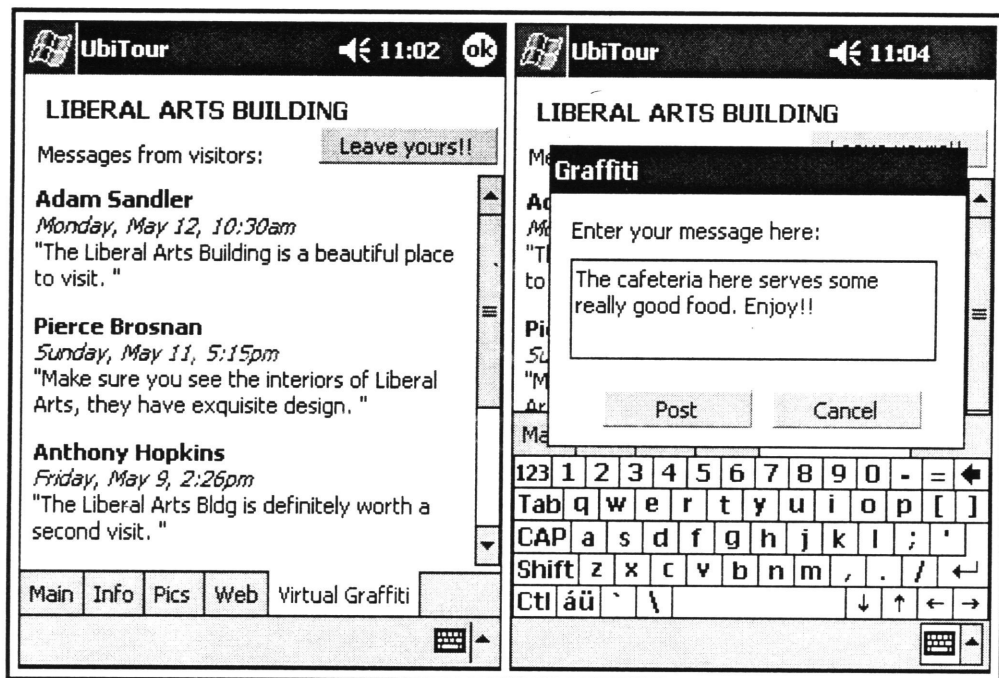 UbiTour 11:02 ok
LIBERAL ARTS BUILDING
Leave yours!!
Messages from visitors:
Adam Sandler
Monday, May 12, 10:30am
"The Liberal Arts Building is a beautiful place
to visit. "
Pierce Brosnan
Sunday, May 11, 5:15pm
"Make sure you see the interiors of Liberal
Arts, they have exquisite design. "
Anthony Hopkins
Friday, May 9, 2:26pm
"The Liberal Arts Bldg is definitely worth a
second visit. "
Main Info Pics Web Virtual Graffiti
UbiTour 11:04
LIBERAL ARTS BUILDING
Graffiti
Enter your message here:
The cafeteria here serves some
really good food. Enjoy!!
Post Cancel
123 1 2 3 4 5 6 7 8 9 0 - =
Tab q w e r t y u i o p [ ]
CAP a s d f g h j k l ; '
Shift z x c v b n m , . /
Ctl áü ` \ ↓ ↑ ← →